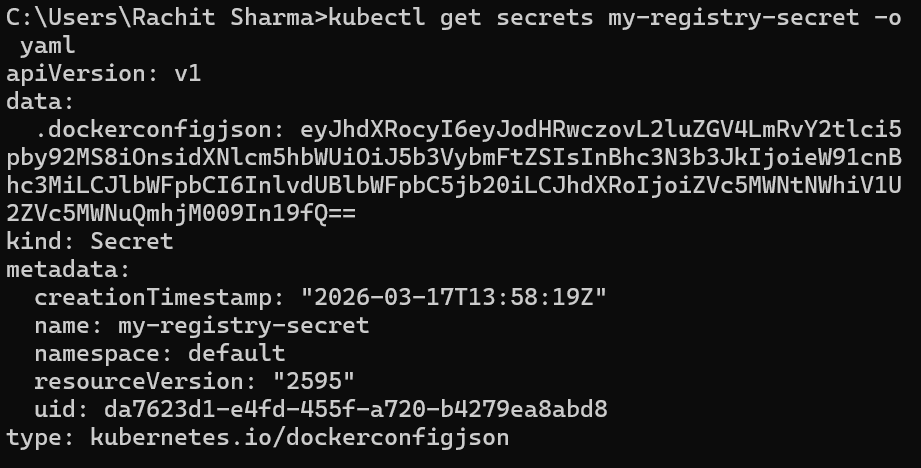 C:\Users\Rachit Sharma>kubectl get secrets my-registry-secret -o
 yaml
apiVersion: v1
data:
  .dockerconfigjson: eyJhdXRocyI6eyJodHRwczovL2luZGV4LmRvY2tlci5
pby92MS8iOnsidXNlcm5hbWUiOiJ5b3VybmFtZSIsInBhc3N3b3JkIjoieW91cnB
hc3MiLCJlbWFpbCI6InlvdUBlbWFpbC5jb20iLCJhdXRoIjoiZVc5MWNtNWhiV1U
2ZVc5MWNuQmhjM009In19fQ==
kind: Secret
metadata:
  creationTimestamp: "2026-03-17T13:58:19Z"
  name: my-registry-secret
  namespace: default
  resourceVersion: "2595"
  uid: da7623d1-e4fd-455f-a720-b4279ea8abd8
type: kubernetes.io/dockerconfigjson